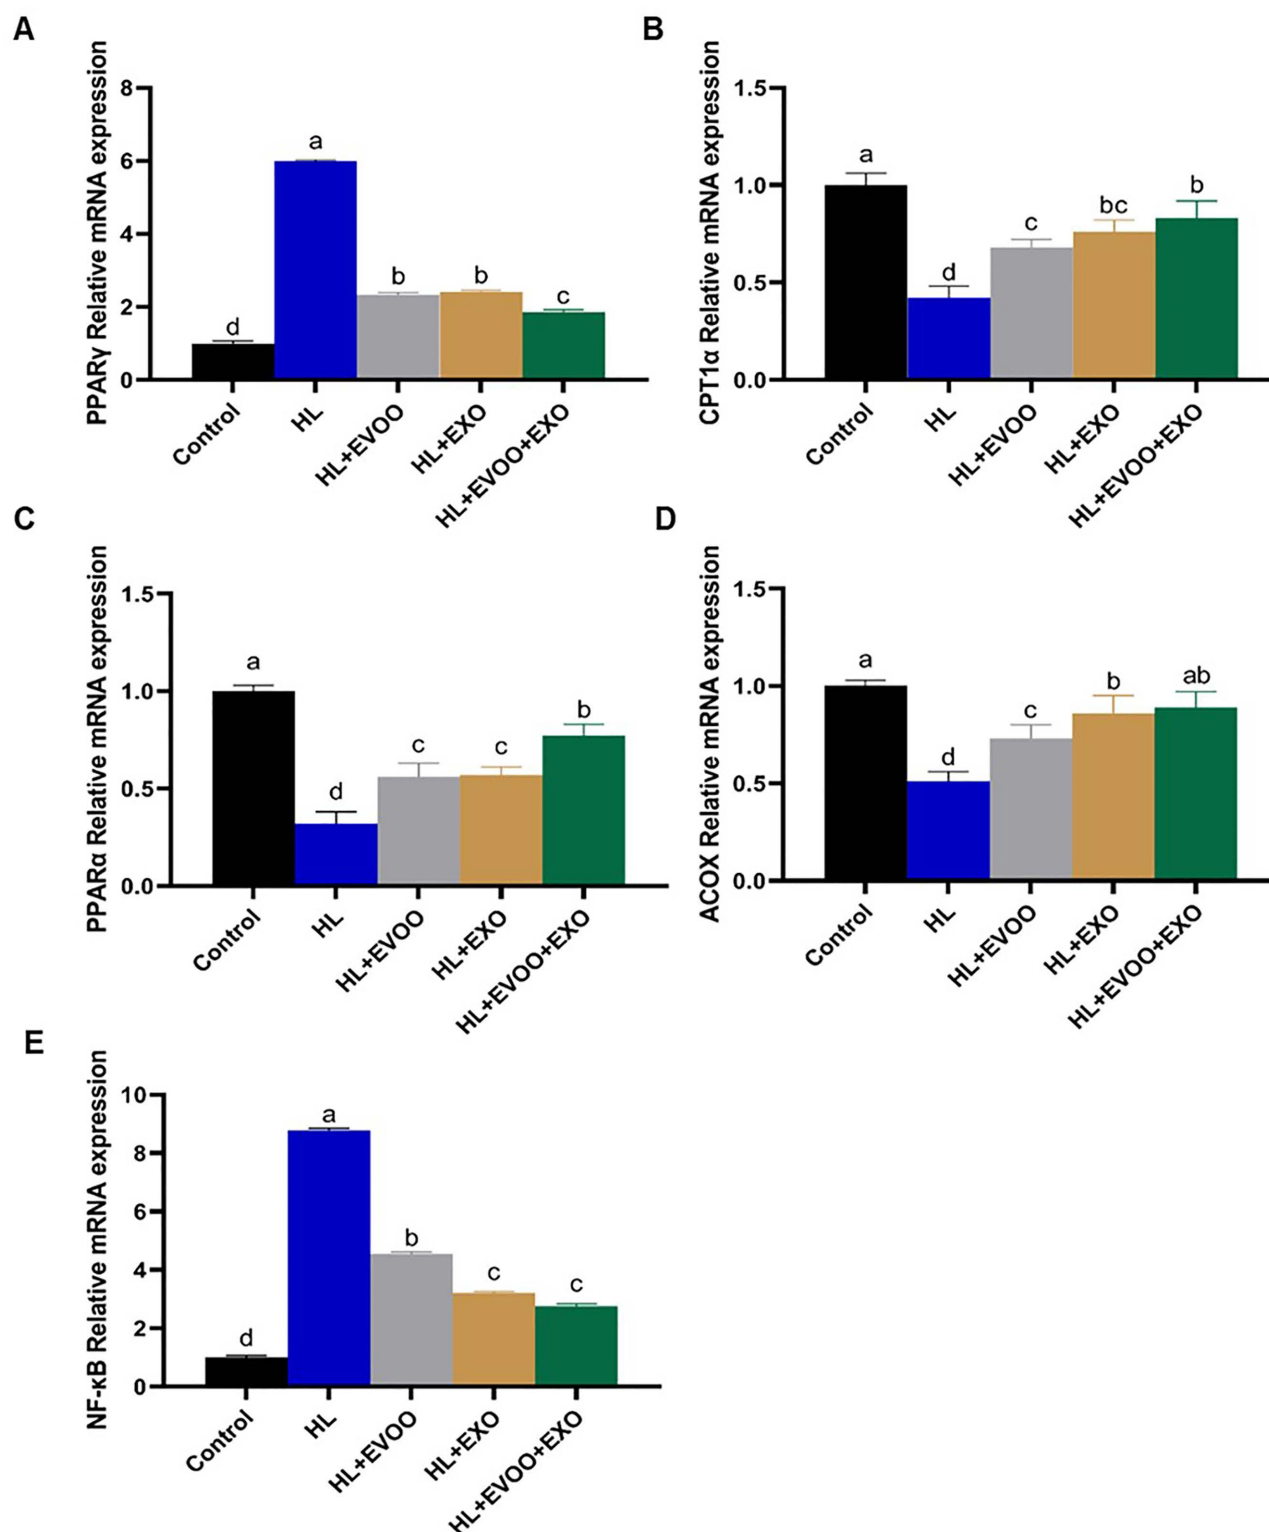 A
PPARγ Relative mRNA expression
8
6
4
2
0
d
a
b
b
c
Control
HL
HL+EVOO
HL+EXO
HL+EVOO+EXO
B
CPT1α Relative mRNA expression
1.5
1.0
0.5
0.0
a
d
c
bc
b
Control
HL
HL+EVOO
HL+EXO
HL+EVOO+EXO
C
PPARα Relative mRNA expression
1.5
1.0
0.5
0.0
a
d
c
c
b
Control
HL
HL+EVOO
HL+EXO
HL+EVOO+EXO
D
ACOX Relative mRNA expression
1.5
1.0
0.5
0.0
a
d
c
b
ab
Control
HL
HL+EVOO
HL+EXO
HL+EVOO+EXO
E
NF-κB Relative mRNA expression
10
8
6
4
2
0
d
a
b
c
c
Control
HL
HL+EVOO
HL+EXO
HL+EVOO+EXO